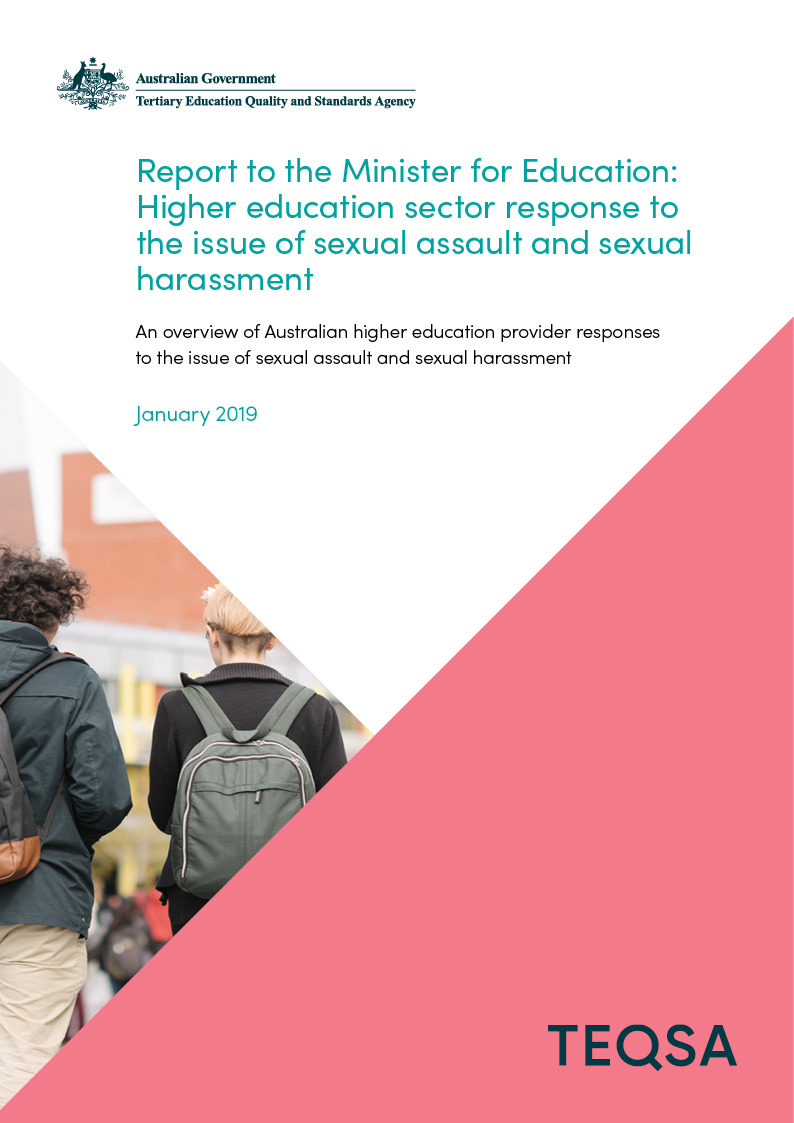 Australian Government
Tertiary Education Quality and Standards Agency
Report to the Minister for Education:
Higher education sector response to
the issue of sexual assault and sexual
harassment
An overview of Australian higher education provider responses
to the issue of sexual assault and sexual harassment
January 2019
TEQSA